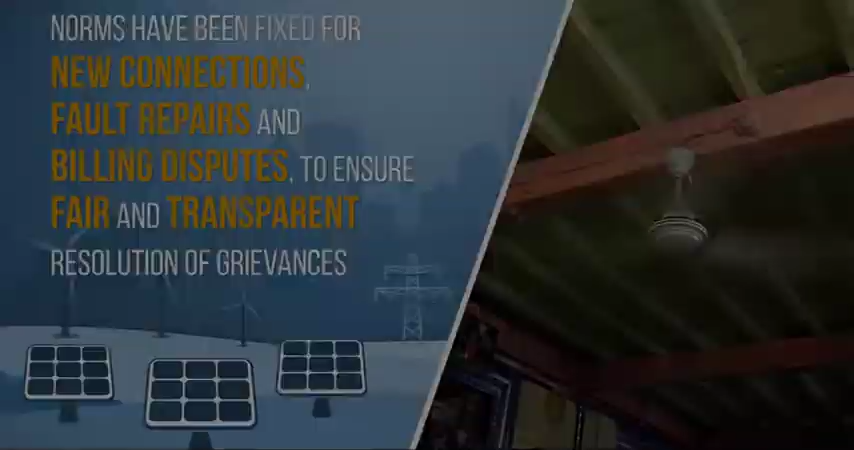 NORMS HAVE BEEN FIXED FOR
NEW CONNECTIONS,
FAULT REPAIRS AND
BILLING DISPUTES, TO ENSURE
FAIR AND TRANSPARENT
RESOLUTION OF GRIEVANCES